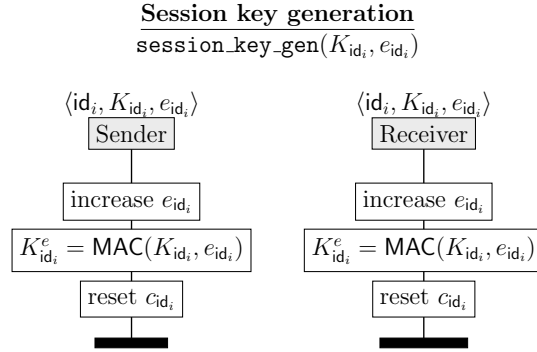 Session key generation
session_key_gen(K_{id_i}, e_{id_i})
⟨id_i, K_{id_i}, e_{id_i}⟩ ⟨id_i, K_{id_i}, e_{id_i}⟩
Sender Receiver
increase e_{id_i} increase e_{id_i}
K^e_{id_i} = MAC(K_{id_i}, e_{id_i}) K^e_{id_i} = MAC(K_{id_i}, e_{id_i})
reset c_{id_i} reset c_{id_i}